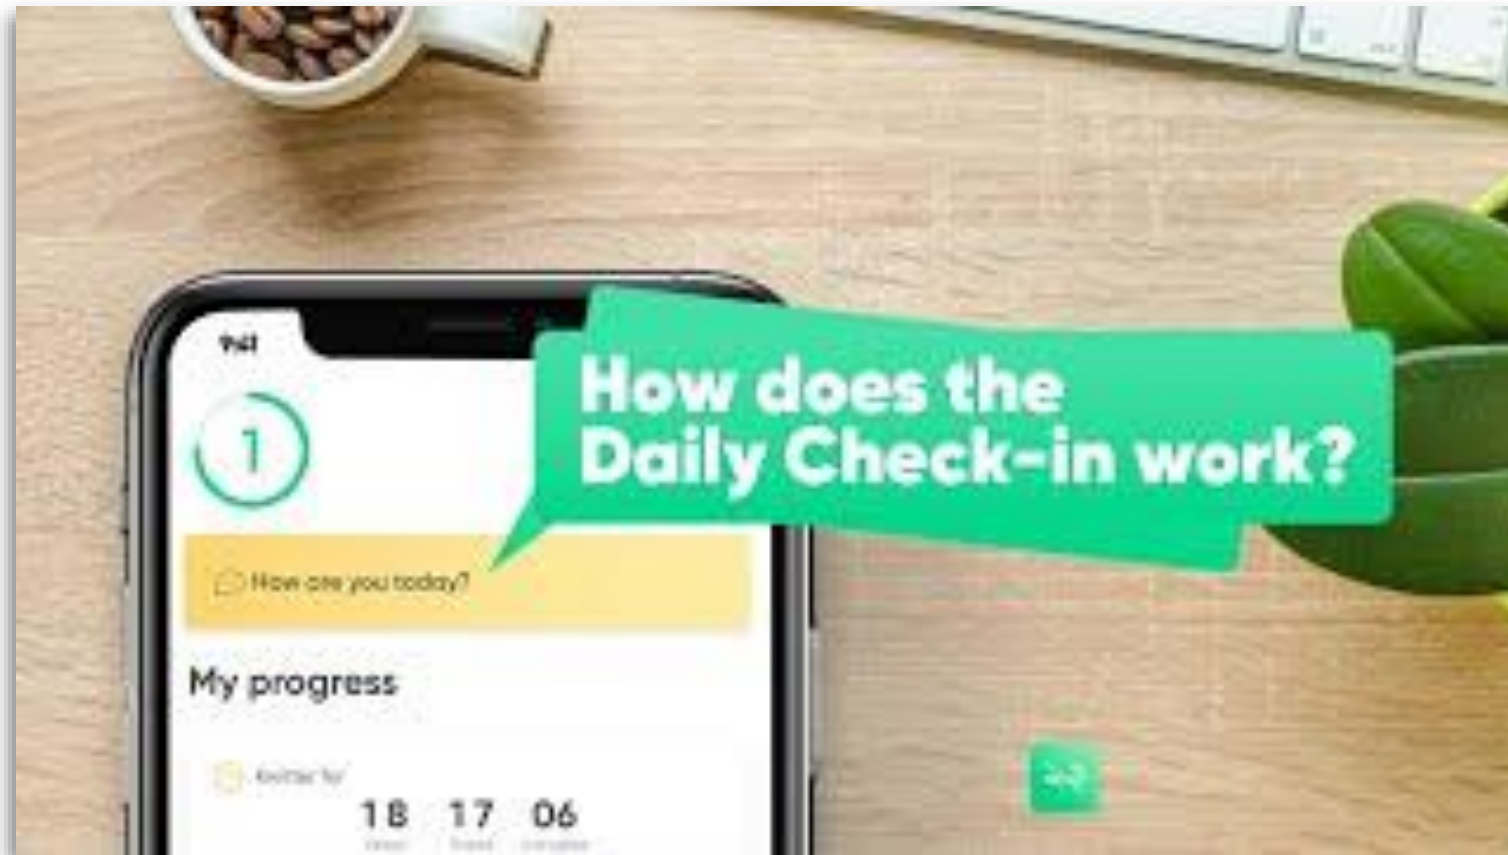 9:41
1
How does the
Daily Check-in work?
How are you today?
My progress
18 17 06